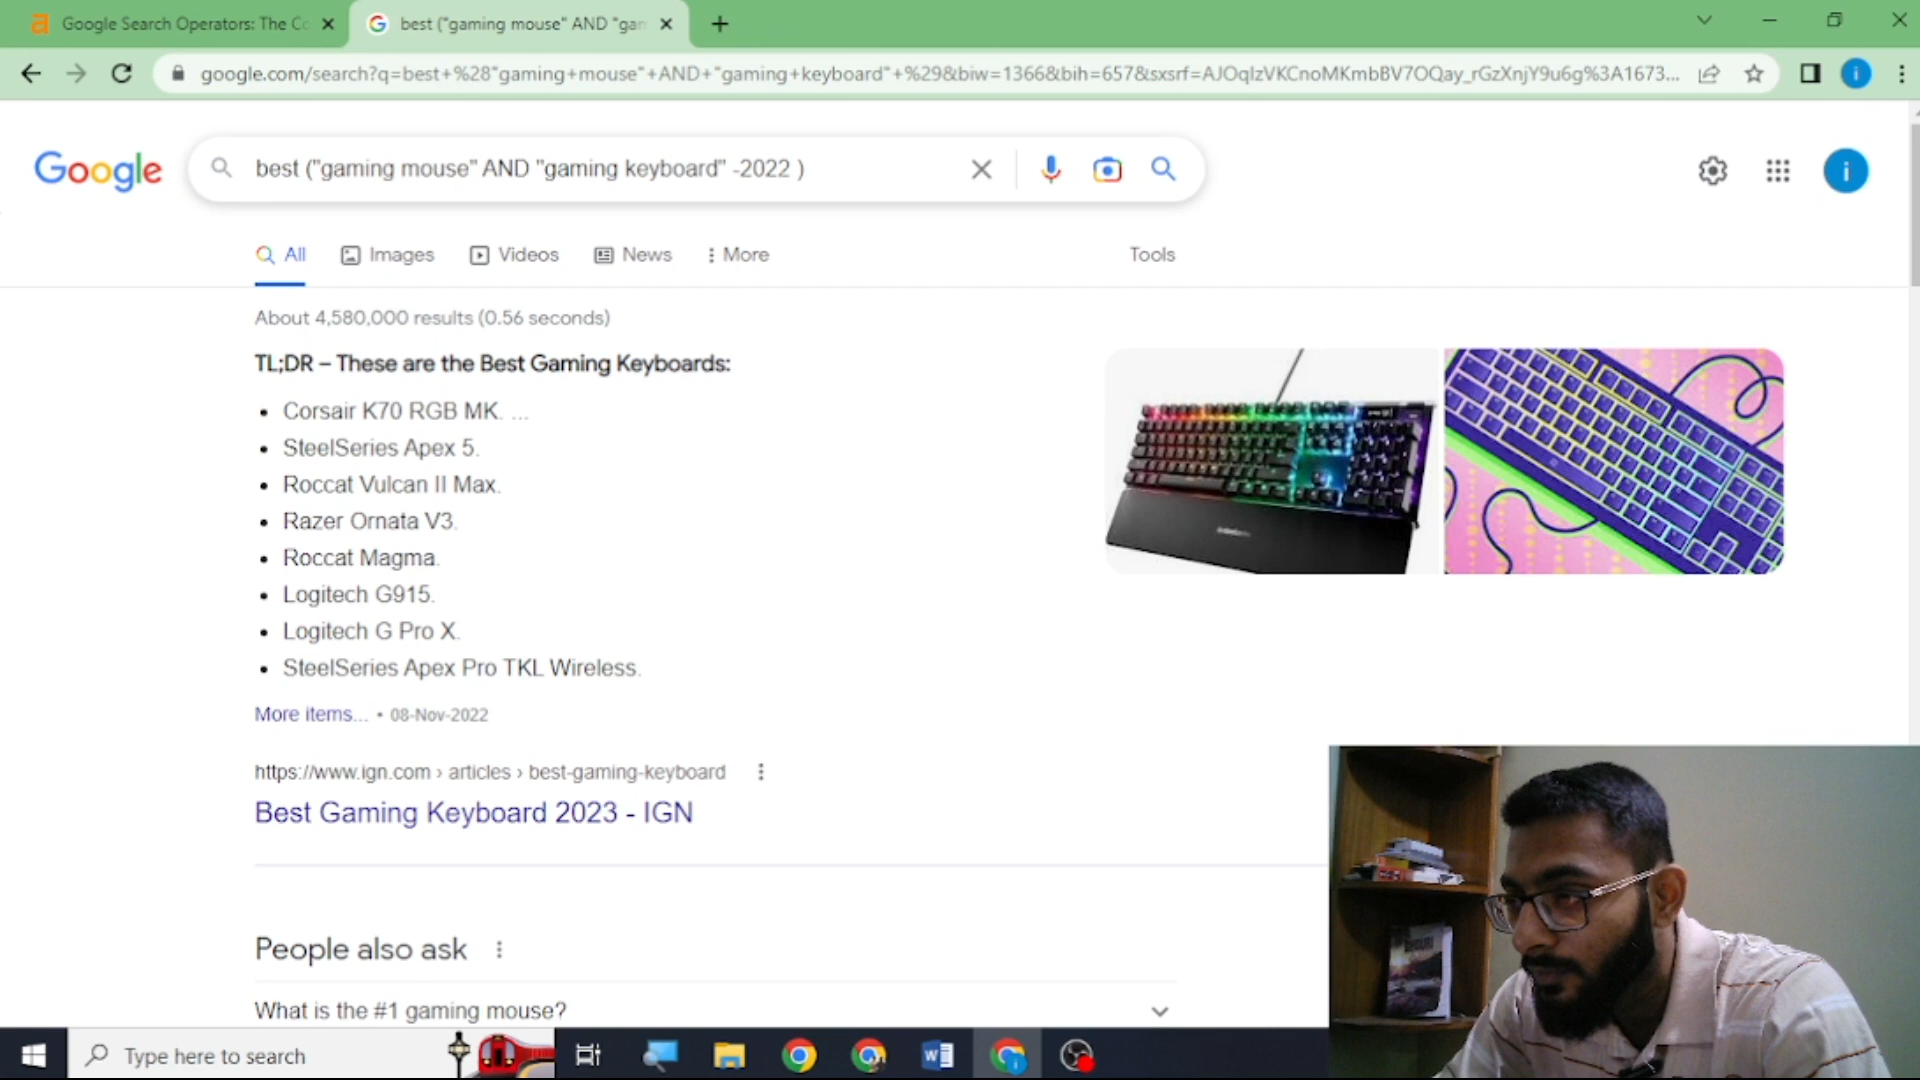 Google Search Operators: The Co
best ("gaming mouse" AND "gam
google.com/search?q=best+%28"gaming+mouse"+AND+"gaming+keyboard"+%29&biw=1366&bih=657&sxsrf=AJOqlzVKCnoMKmbBV7OQay_rGzXnjY9u6g%3A1673...
i
Google
best ("gaming mouse" AND "gaming keyboard" -2022 )
i
All Images Videos News More Tools
About 4,580,000 results (0.56 seconds)
TL;DR – These are the Best Gaming Keyboards:
Corsair K70 RGB MK. ...
SteelSeries Apex 5.
Roccat Vulcan II Max.
Razer Ornata V3.
Roccat Magma.
Logitech G915.
Logitech G Pro X.
SteelSeries Apex Pro TKL Wireless.
More items... • 08-Nov-2022
https://www.ign.com › articles › best-gaming-keyboard
Best Gaming Keyboard 2023 - IGN
People also ask
What is the #1 gaming mouse?
Type here to search